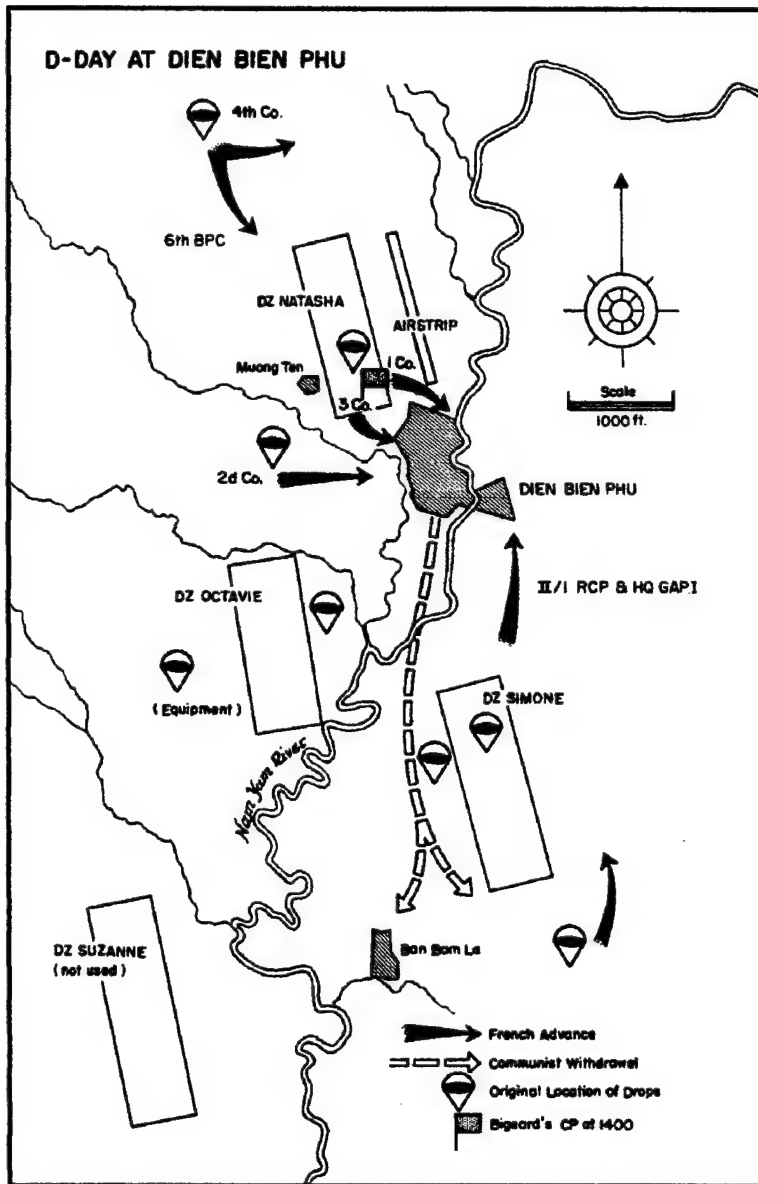 D-DAY AT DIEN BIEN PHU
4th Co.
6th BPC
DZ NATASHA
AIRSTRIP
Muong Ten
1 Co.
3 Co.
Scale
1000 ft.
2d Co.
DIEN BIEN PHU
II/1 RCP & HQ GAP.I
DZ OCTAVIE
(Equipment)
DZ SIMONE
Nam Yum River
DZ SUZANNE
(not used)
Ban Bom La
French Advance
Communist Withdrawal
Original Location of Drops
Bigeard's CP at 1400